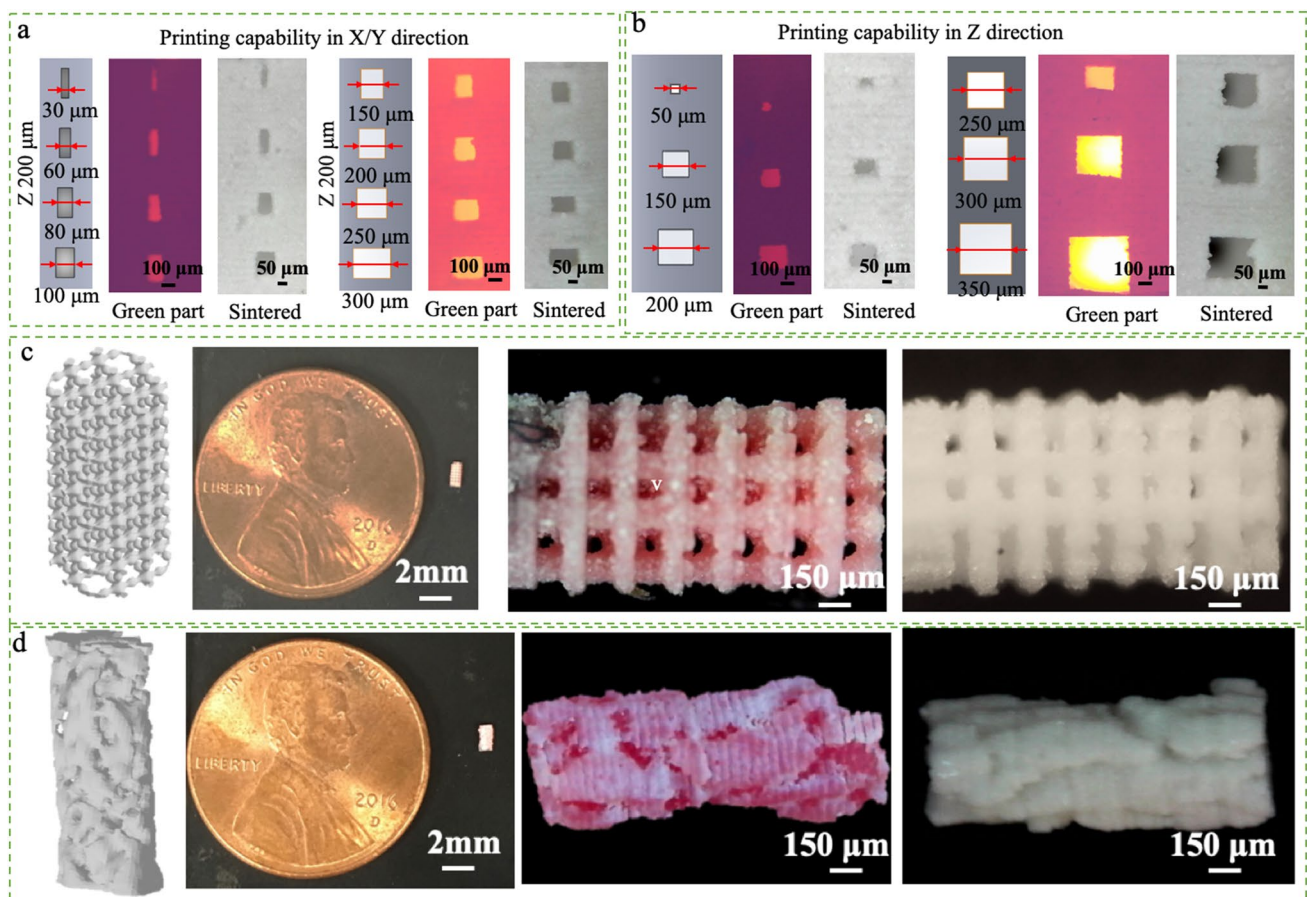 a
Printing capability in X/Y direction
Z 200 μm
30 μm
60 μm
80 μm
100 μm
100 μm
Green part
50 μm
Sintered
Z 200 μm
150 μm
200 μm
250 μm
300 μm
100 μm
Green part
50 μm
Sintered
b
Printing capability in Z direction
50 μm
150 μm
200 μm
100 μm
Green part
50 μm
Sintered
250 μm
300 μm
350 μm
100 μm
Green part
50 μm
Sintered
c
IN GOD WE TRUST
LIBERTY
2016
D
2mm
v
150 μm
150 μm
d
IN GOD WE TRUST
LIBERTY
2016
D
2mm
150 μm
150 μm